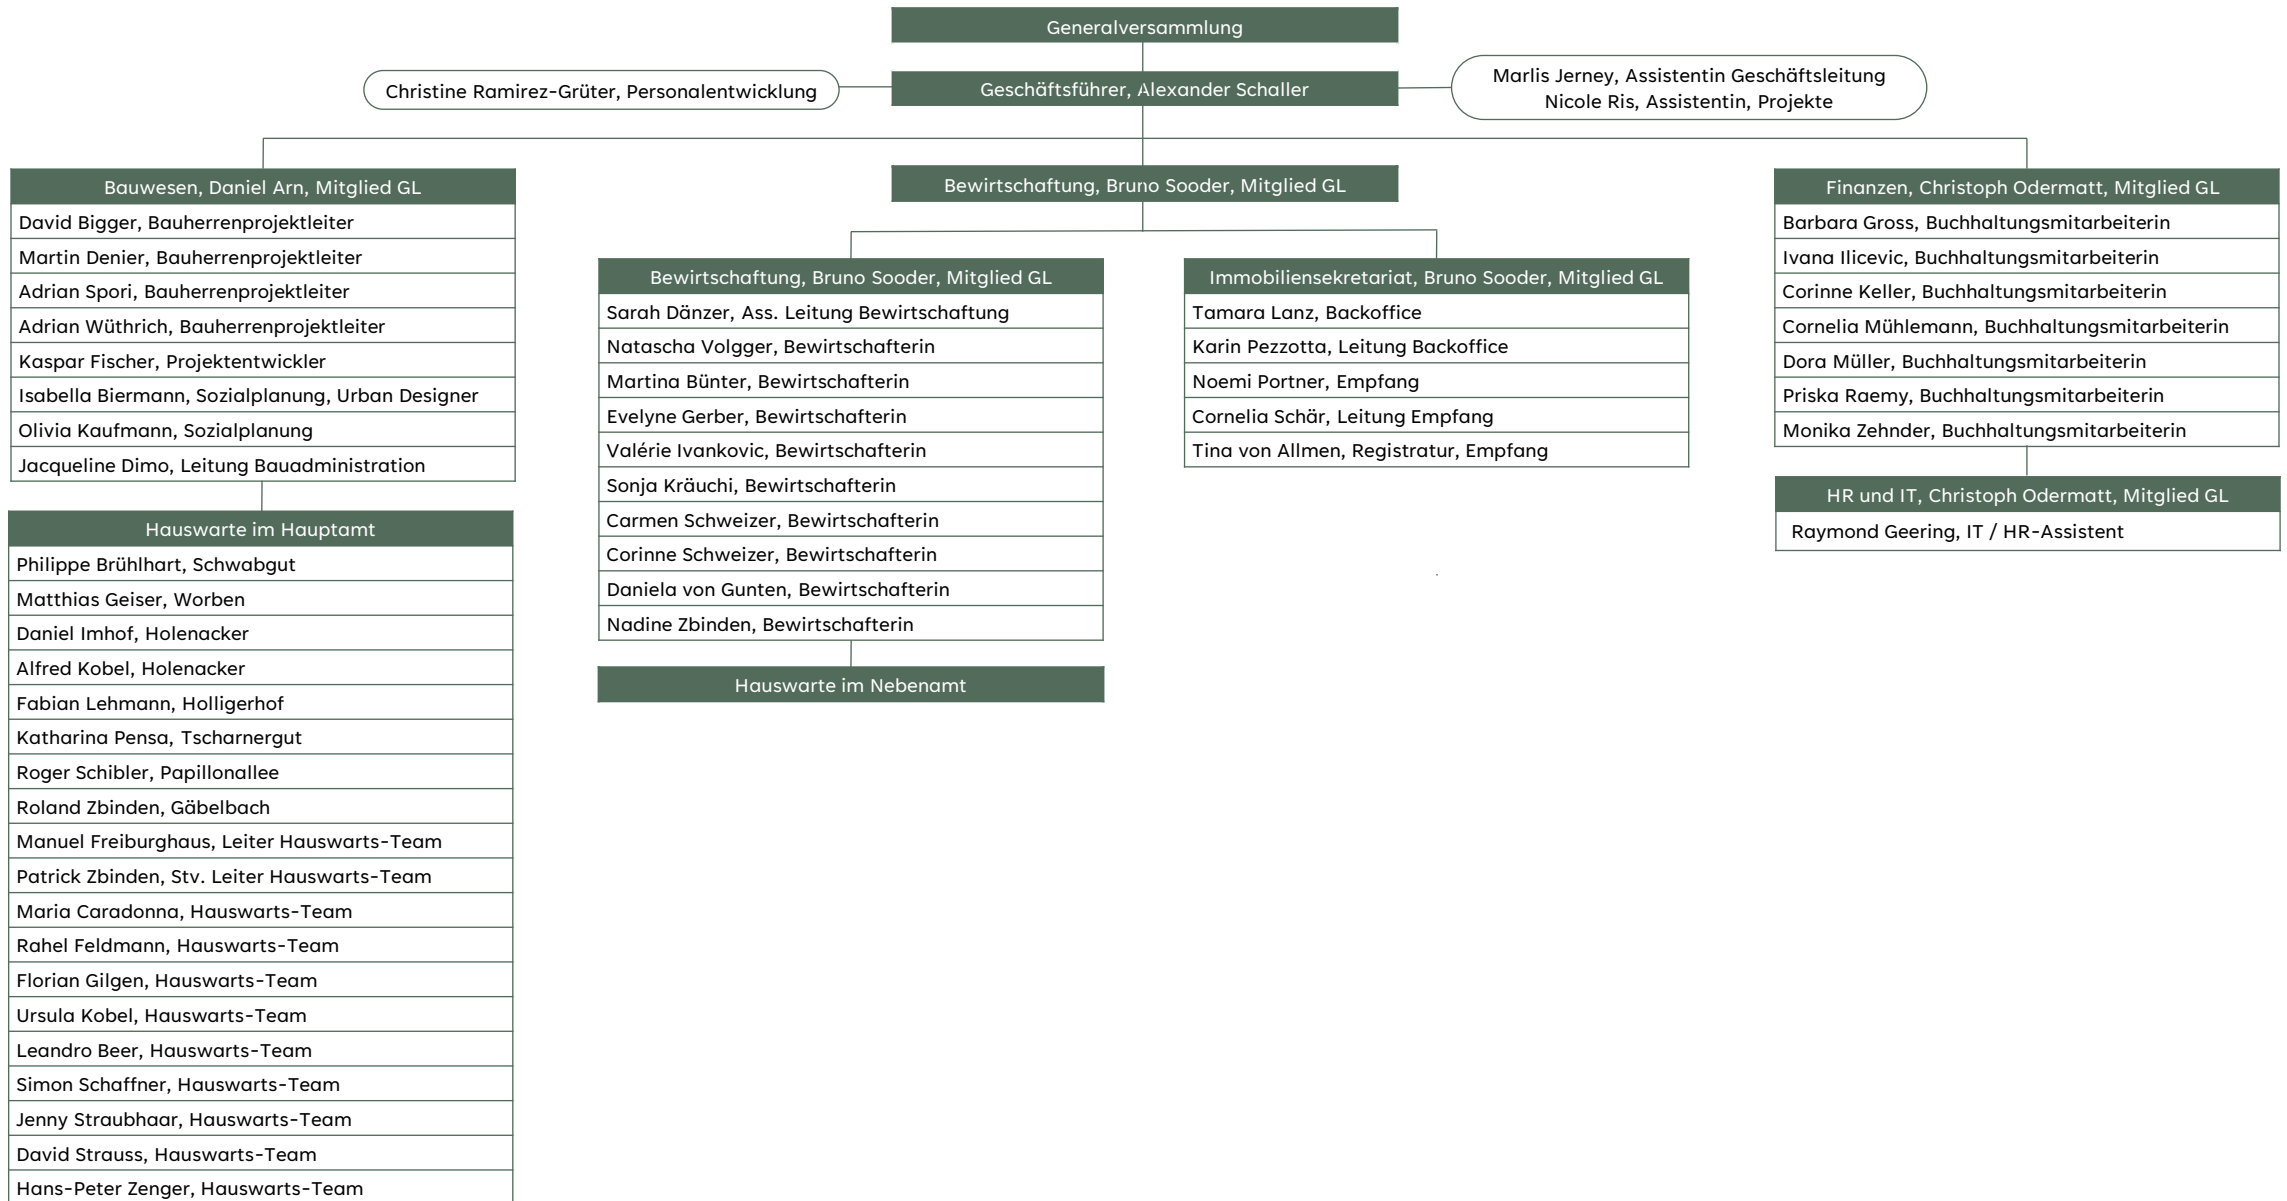 Generalversammlung
Christine Ramirez-Grüter, Personalentwicklung
Geschäftsführer, Alexander Schaller
Marlis Jerney, Assistentin Geschäftsleitung
Nicole Ris, Assistentin, Projekte
Bauwesen, Daniel Arn, Mitglied GL
David Bigger, Bauherrenprojektleiter
Martin Denier, Bauherrenprojektleiter
Adrian Spori, Bauherrenprojektleiter
Adrian Wüthrich, Bauherrenprojektleiter
Kaspar Fischer, Projektentwickler
Isabella Biermann, Sozialplanung, Urban Designer
Olivia Kaufmann, Sozialplanung
Jacqueline Dimo, Leitung Bauadministration
Hauswarte im Hauptamt
Philippe Brühlhart, Schwabgut
Matthias Geiser, Worben
Daniel Imhof, Holenacker
Alfred Kobel, Holenacker
Fabian Lehmann, Holligerhof
Katharina Pensa, Tscharnergut
Roger Schibler, Papillonallee
Roland Zbinden, Gäbelbach
Manuel Freiburghaus, Leiter Hauswarts-Team
Patrick Zbinden, Stv. Leiter Hauswarts-Team
Maria Caradonna, Hauswarts-Team
Rahel Feldmann, Hauswarts-Team
Florian Gilgen, Hauswarts-Team
Ursula Kobel, Hauswarts-Team
Leandro Beer, Hauswarts-Team
Simon Schaffner, Hauswarts-Team
Jenny Straubhaar, Hauswarts-Team
David Strauss, Hauswarts-Team
Hans-Peter Zenger, Hauswarts-Team
Bewirtschaftung, Bruno Sooder, Mitglied GL
Bewirtschaftung, Bruno Sooder, Mitglied GL
Sarah Dänzer, Ass. Leitung Bewirtschaftung
Natascha Volgger, Bewirtschafterin
Martina Bünter, Bewirtschafterin
Evelyne Gerber, Bewirtschafterin
Valérie Ivankovic, Bewirtschafterin
Sonja Kräuchi, Bewirtschafterin
Carmen Schweizer, Bewirtschafterin
Corinne Schweizer, Bewirtschafterin
Daniela von Gunten, Bewirtschafterin
Nadine Zbinden, Bewirtschafterin
Hauswarte im Nebenamt
Immobiliensekretariat, Bruno Sooder, Mitglied GL
Tamara Lanz, Backoffice
Karin Pezzotta, Leitung Backoffice
Noemi Portner, Empfang
Cornelia Schär, Leitung Empfang
Tina von Allmen, Registratur, Empfang
Finanzen, Christoph Odermatt, Mitglied GL
Barbara Gross, Buchhaltungsmitarbeiterin
Ivana Ilicevic, Buchhaltungsmitarbeiterin
Corinne Keller, Buchhaltungsmitarbeiterin
Cornelia Mühlemann, Buchhaltungsmitarbeiterin
Dora Müller, Buchhaltungsmitarbeiterin
Priska Raemy, Buchhaltungsmitarbeiterin
Monika Zehnder, Buchhaltungsmitarbeiterin
HR und IT, Christoph Odermatt, Mitglied GL
Raymond Geering, IT / HR-Assistent